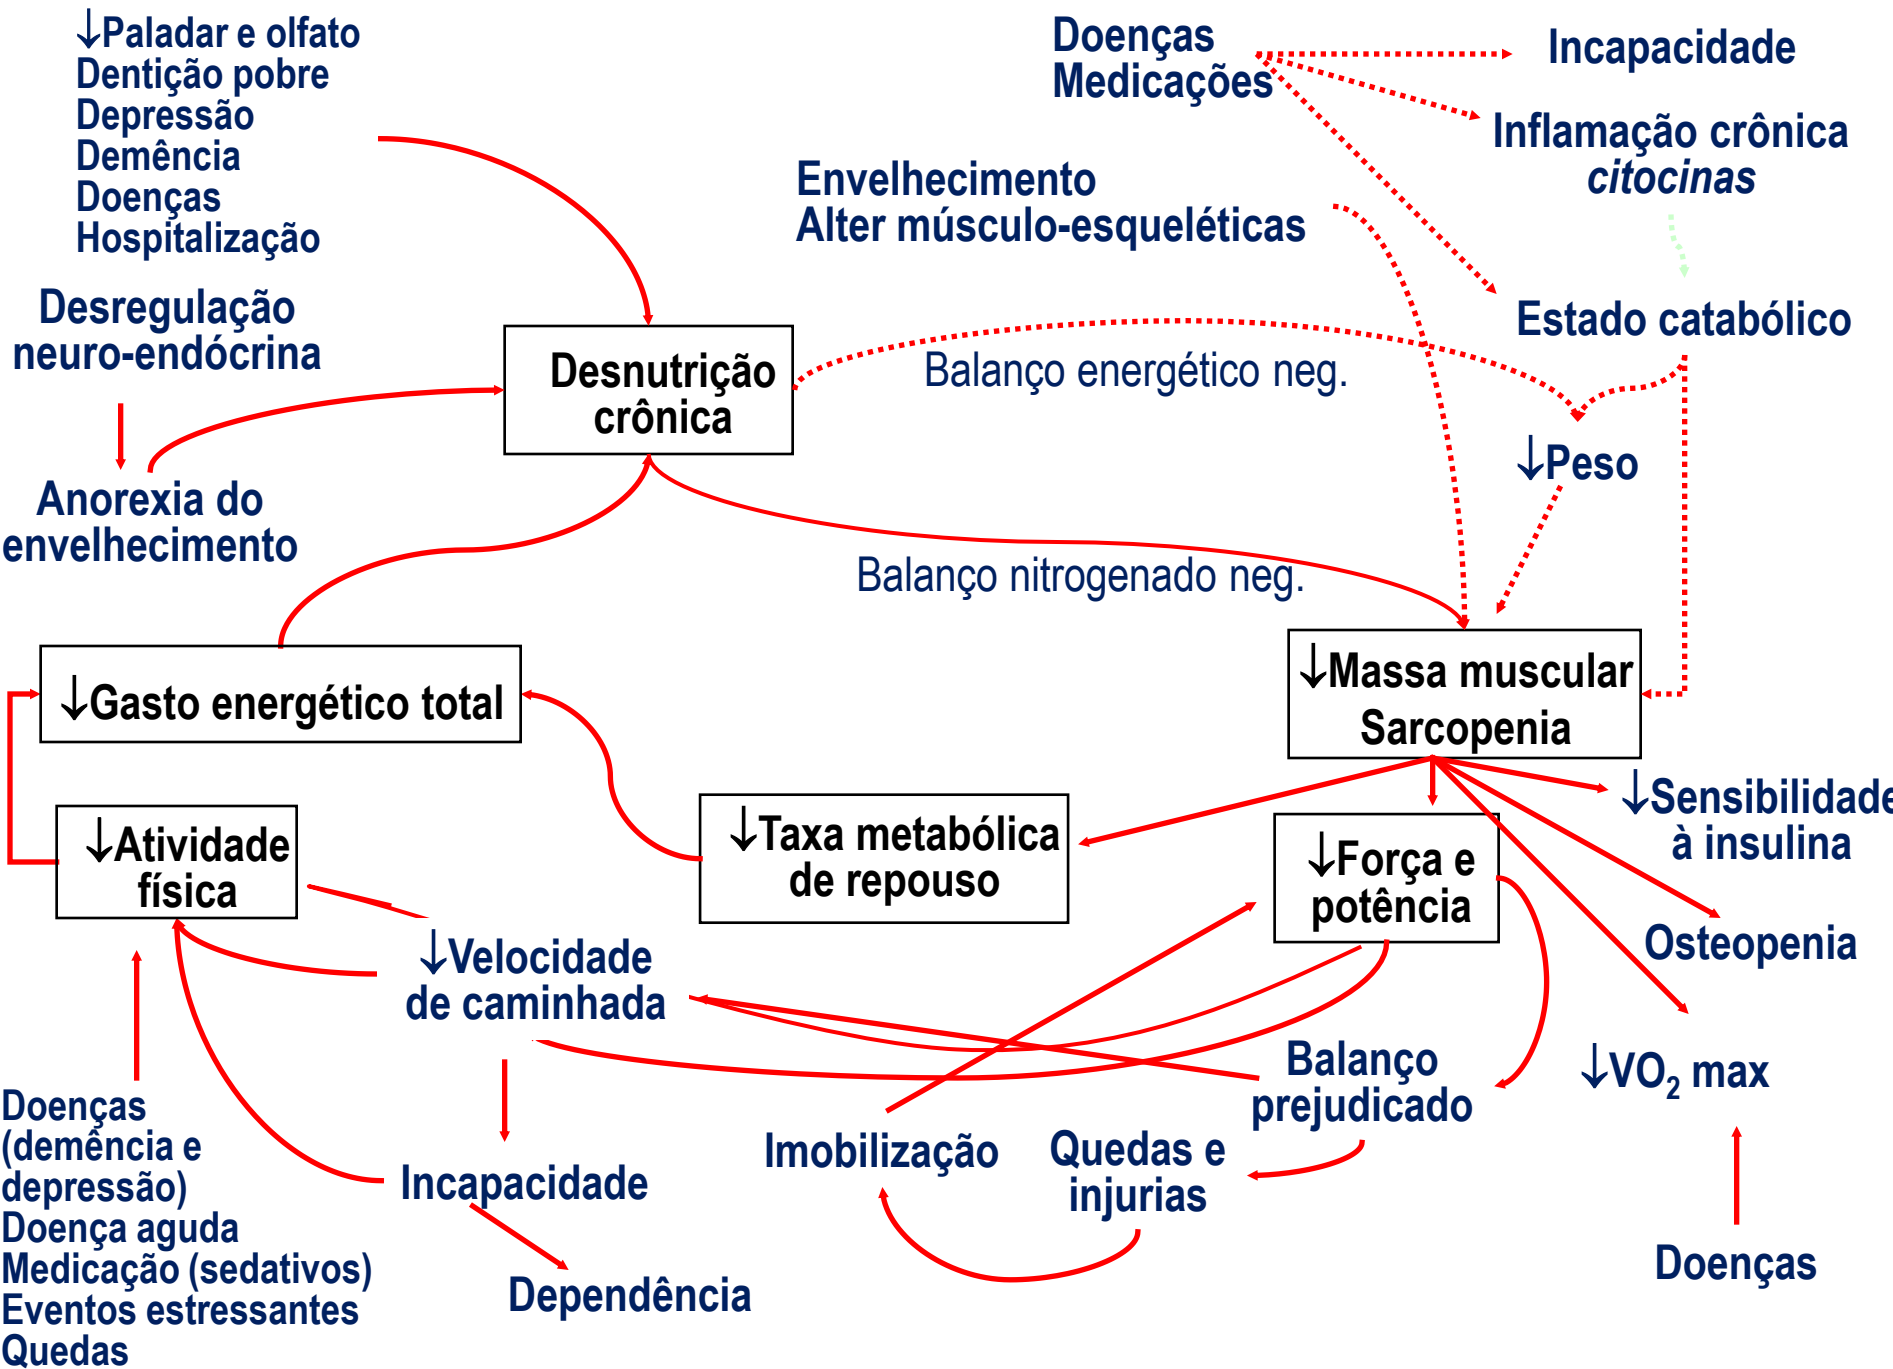 ↓Paladar e olfato
Dentição pobre
Depressão
Demência
Doenças
Hospitalização
Doenças
Medicações
Incapacidade
Inflamação crônica
citocinas
Envelhecimento
Alter músculo-esqueléticas
Desregulação
neuro-endócrina
Estado catabólico
Desnutrição
crônica
Balanço energético neg.
↓Peso
Anorexia do
envelhecimento
Balanço nitrogenado neg.
↓Gasto energético total
↓Massa muscular
Sarcopenia
↓Taxa metabólica
de repouso
↓Sensibilidade
à insulina
↓Atividade
física
↓Força e
potência
Osteopenia
↓Velocidade
de caminhada
Balanço
prejudicado
↓VO₂ max
Doenças
(demência e
depressão)
Doença aguda
Medicação (sedativos)
Eventos estressantes
Quedas
Incapacidade
Imobilização
Quedas e
injurias
Dependência
Doenças